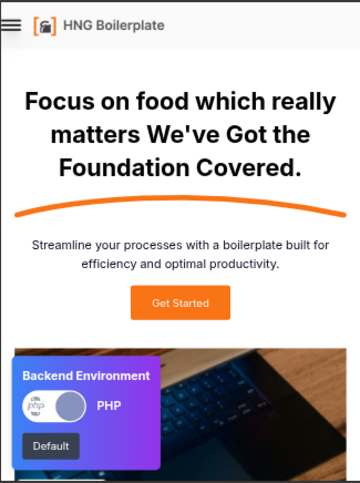 HNG Boilerplate
Focus on food which really
matters We've Got the
Foundation Covered.
Streamline your processes with a boilerplate built for
efficiency and optimal productivity.
Get Started
Backend Environment
php
PHP
Default